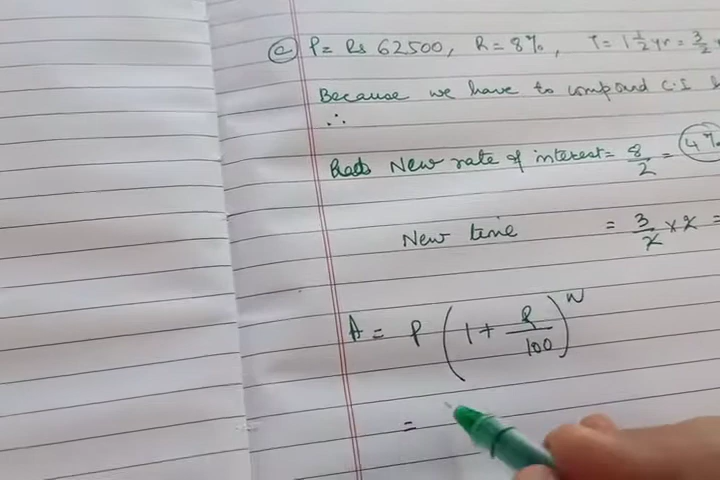 (c) P = Rs 62500, R = 8%, T = 1 1/2 yr = 3/2
Because we have to compound C.I
∴
New rate of interest = 8/2 = 4%
New time = 3/2 × 2 =
A = P (1 + R/100)^N
=